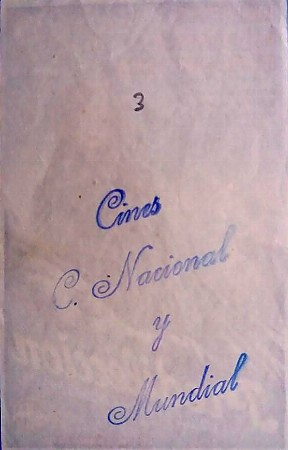 3
Cines
C. Nacional
y
Mundial